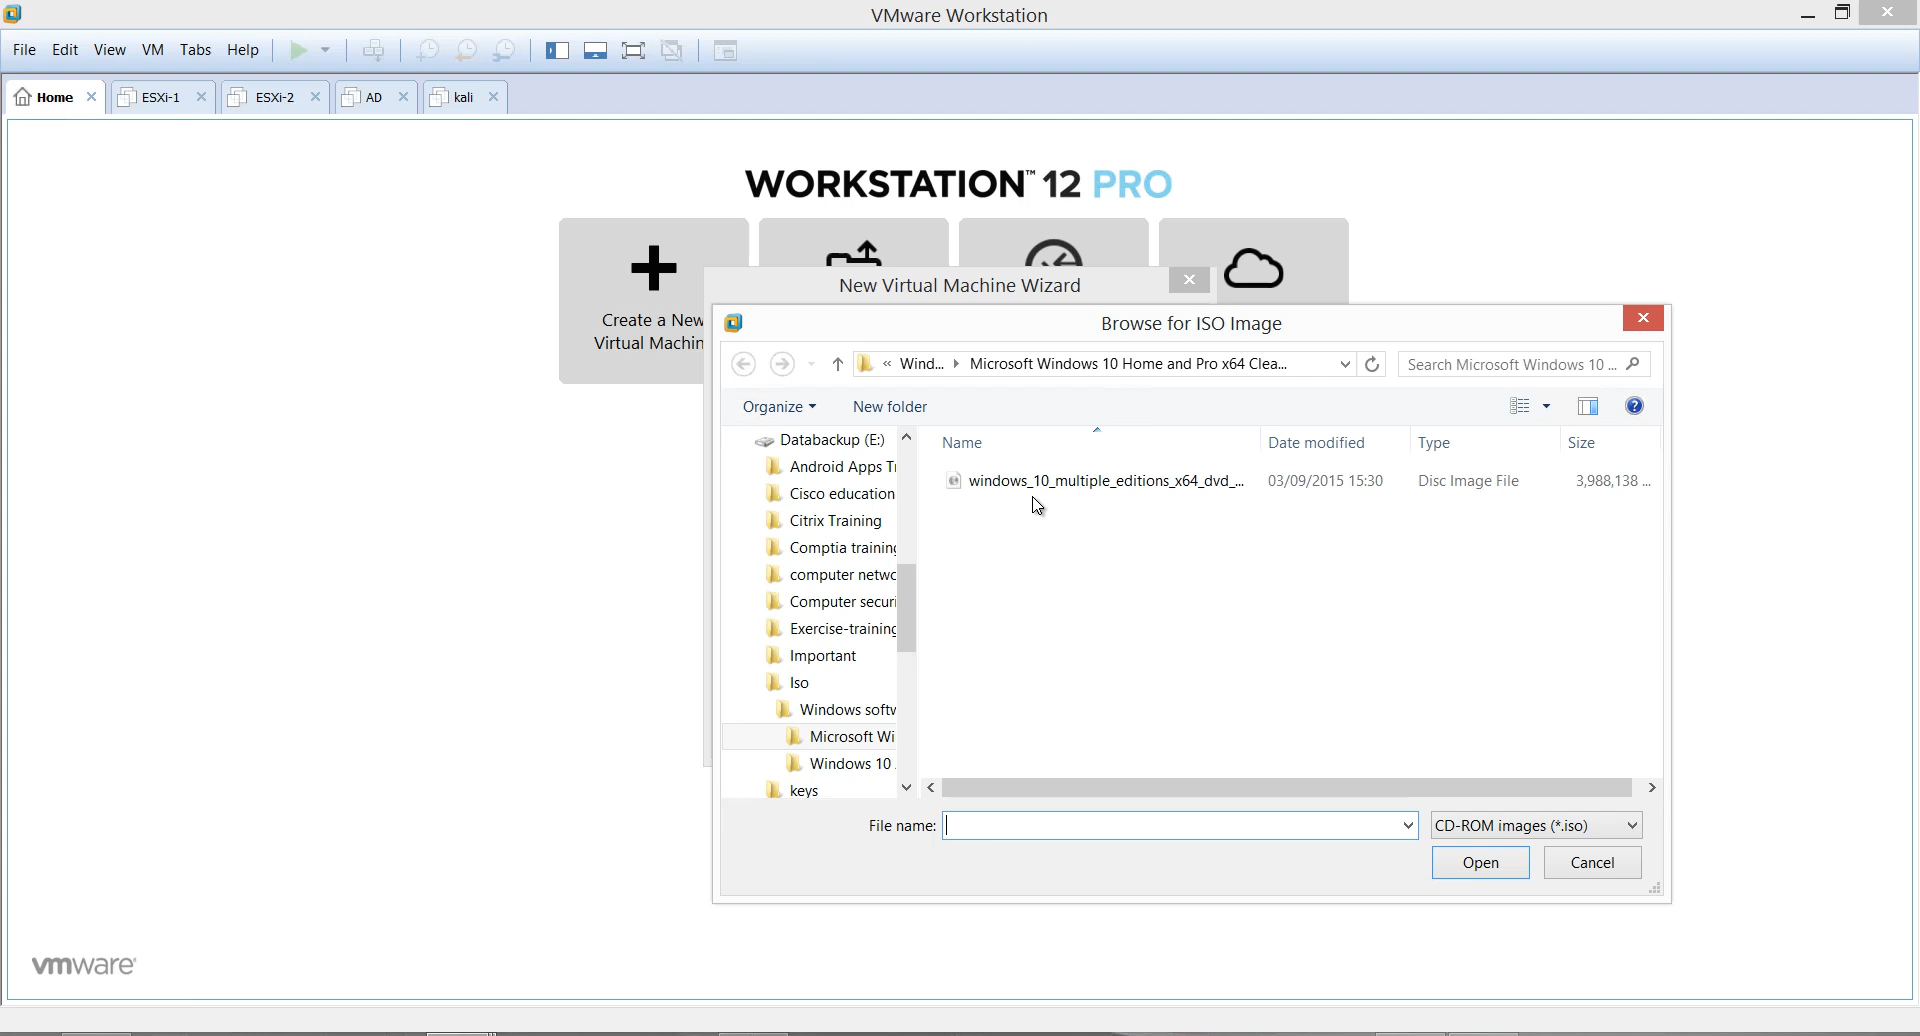 VMware Workstation
File Edit View VM Tabs Help
Home ESXi-1 ESXi-2 AD kali
WORKSTATION™ 12 PRO
Create a New
Virtual Machin
New Virtual Machine Wizard
Browse for ISO Image
« Wind... Microsoft Windows 10 Home and Pro x64 Clea... Search Microsoft Windows 10 ...
Organize New folder
Name Date modified Type Size
windows_10_multiple_editions_x64_dvd_... 03/09/2015 15:30 Disc Image File 3,988,138 ...
Databackup (E:)
Android Apps Tr
Cisco education
Citrix Training
Comptia training
computer netwo
Computer securi
Exercise-training
Important
Iso
Windows softw
Microsoft Wi
Windows 10
keys
File name: CD-ROM images (*.iso)
Open Cancel
vmware